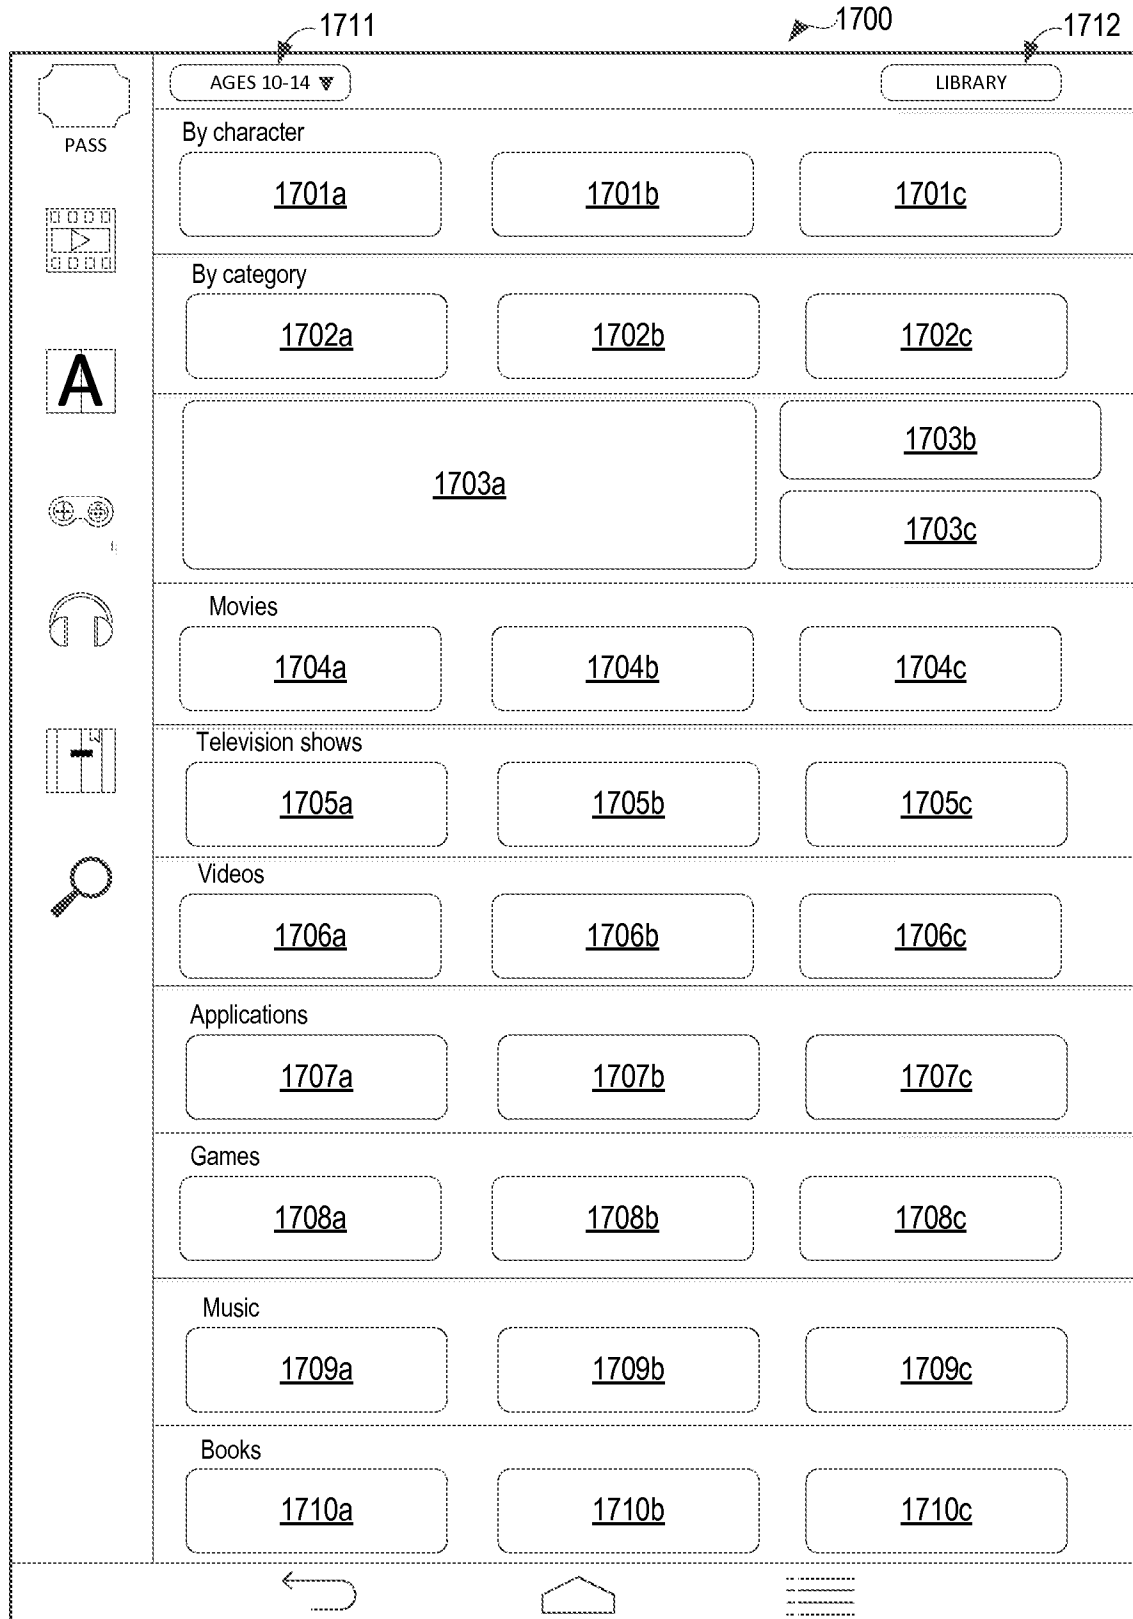 1711
1700
1712
AGES 10-14
LIBRARY
PASS
By character
1701a
1701b
1701c
By category
1702a
1702b
1702c
A
1703a
1703b
1703c
Movies
1704a
1704b
1704c
Television shows
1705a
1705b
1705c
Videos
1706a
1706b
1706c
Applications
1707a
1707b
1707c
Games
1708a
1708b
1708c
Music
1709a
1709b
1709c
Books
1710a
1710b
1710c